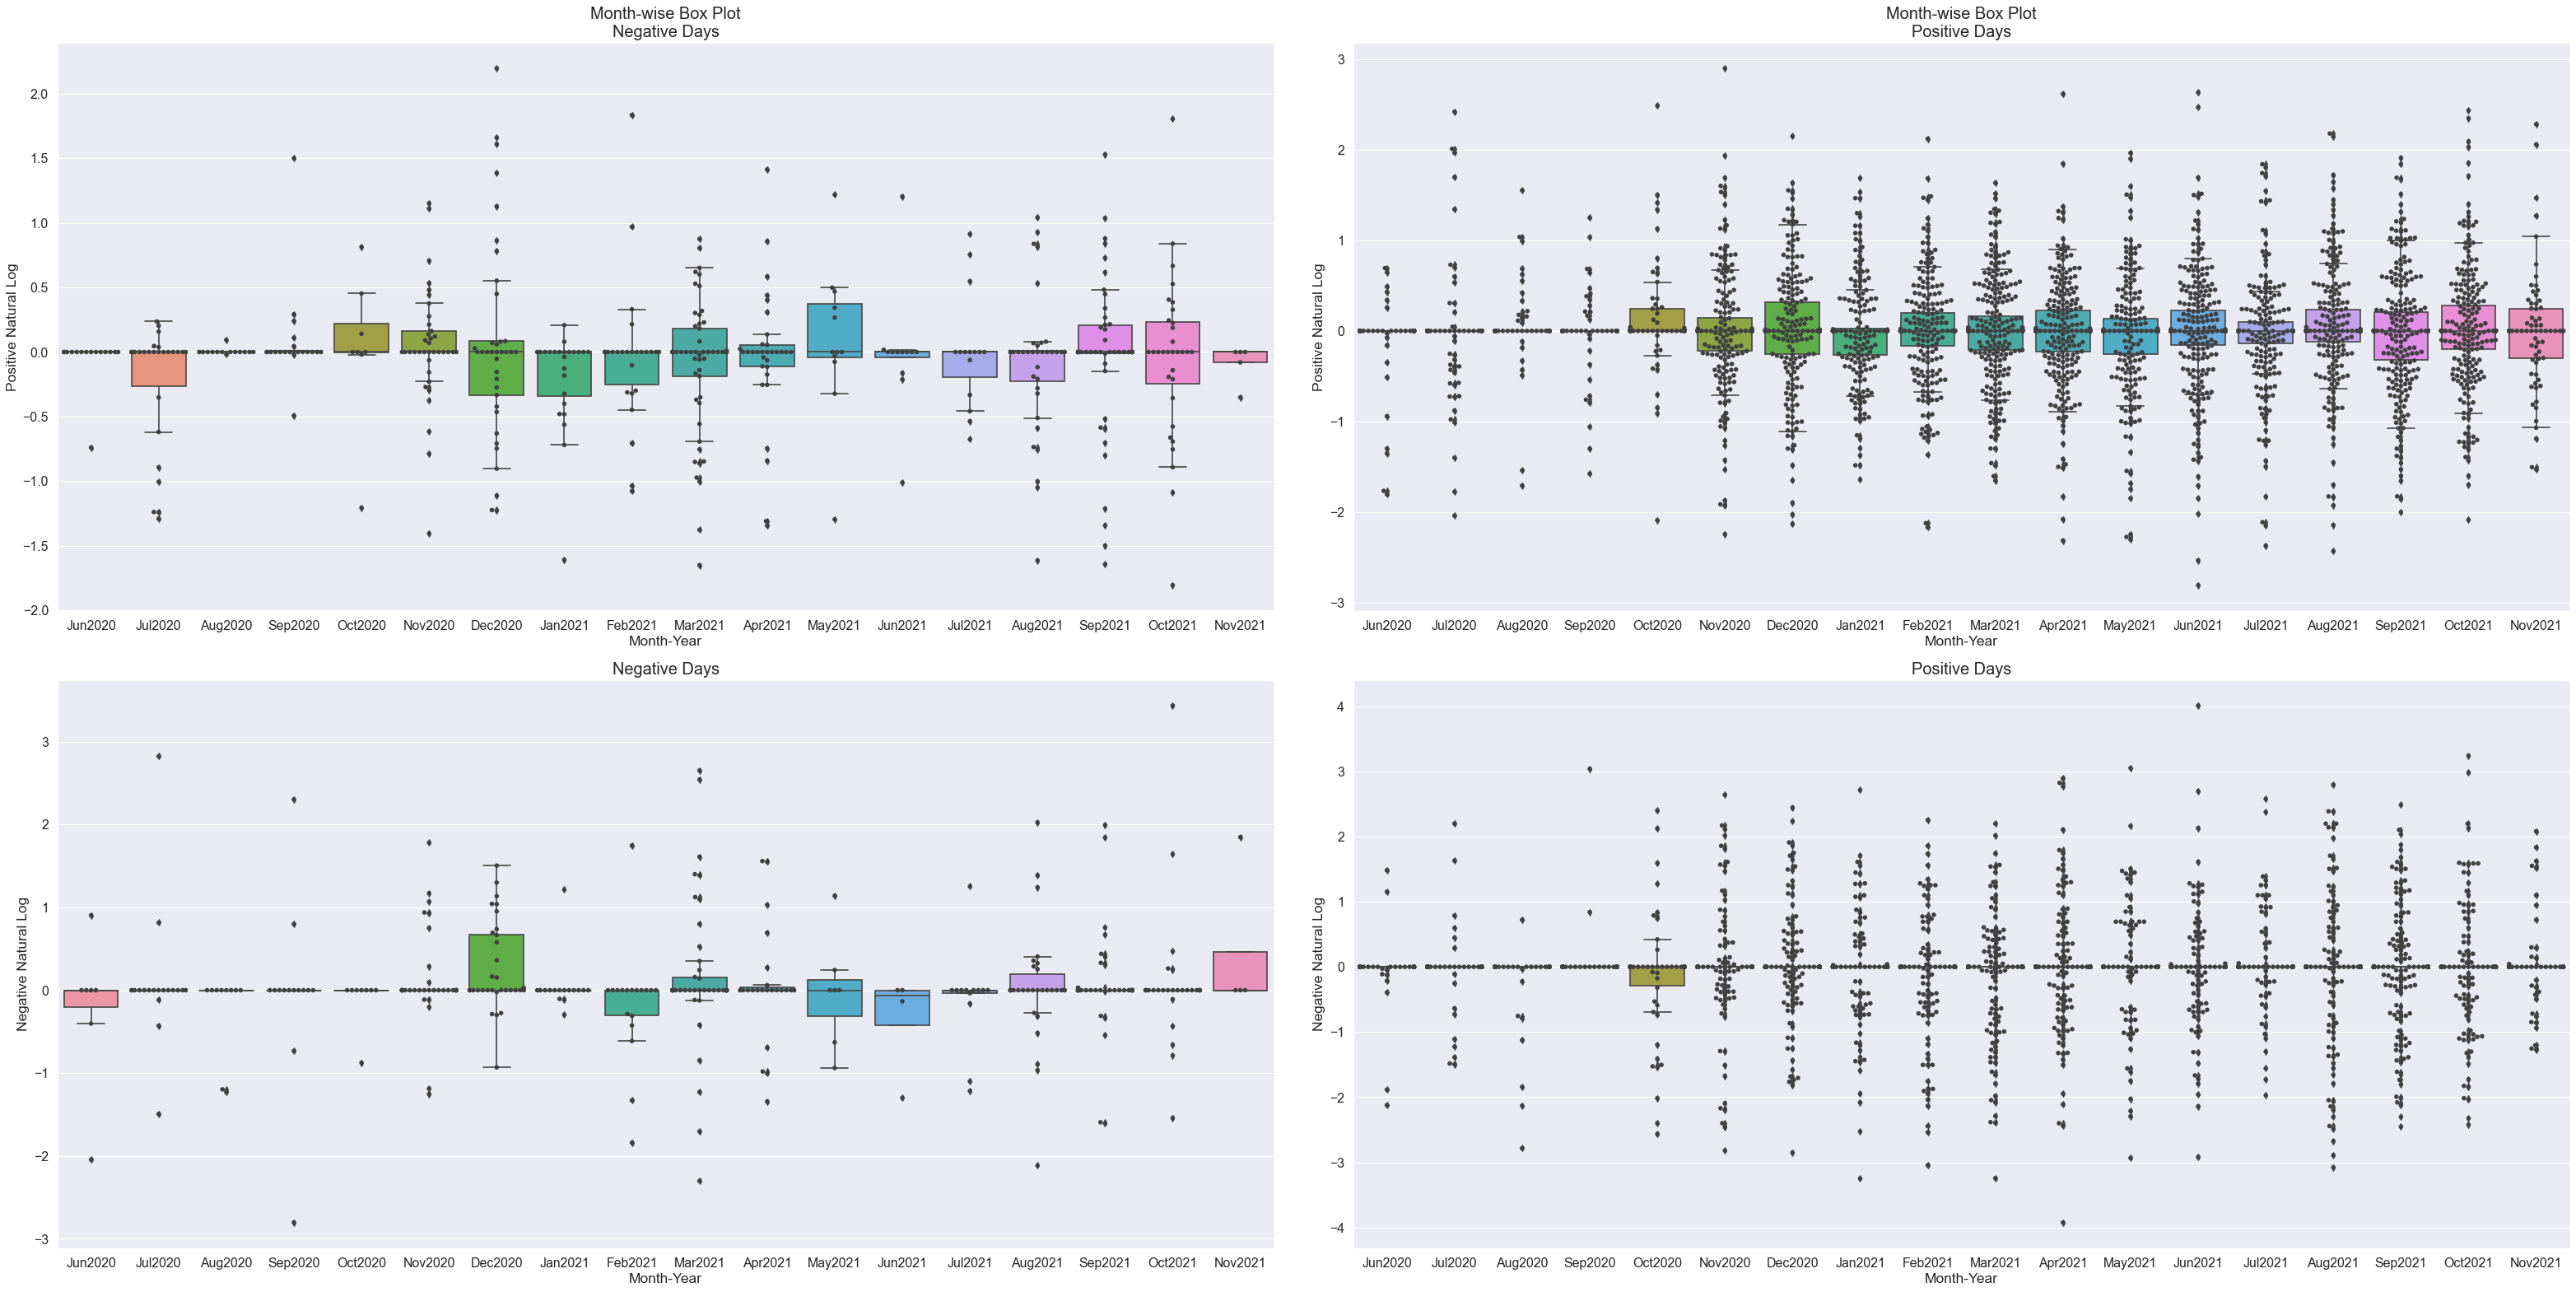 Month-wise Box Plot
Negative Days
Positive Natural Log
2.0
1.5
1.0
0.5
0.0
−0.5
−1.0
−1.5
−2.0
Jun2020 Jul2020 Aug2020 Sep2020 Oct2020 Nov2020 Dec2020 Jan2021 Feb2021 Mar2021 Apr2021 May2021 Jun2021 Jul2021 Aug2021 Sep2021 Oct2021 Nov2021
Month-Year
Month-wise Box Plot
Positive Days
Positive Natural Log
3
2
1
0
−1
−2
−3
Jun2020 Jul2020 Aug2020 Sep2020 Oct2020 Nov2020 Dec2020 Jan2021 Feb2021 Mar2021 Apr2021 May2021 Jun2021 Jul2021 Aug2021 Sep2021 Oct2021 Nov2021
Month-Year
Negative Days
Negative Natural Log
3
2
1
0
−1
−2
−3
Jun2020 Jul2020 Aug2020 Sep2020 Oct2020 Nov2020 Dec2020 Jan2021 Feb2021 Mar2021 Apr2021 May2021 Jun2021 Jul2021 Aug2021 Sep2021 Oct2021 Nov2021
Month-Year
Positive Days
Negative Natural Log
4
3
2
1
0
−1
−2
−3
−4
Jun2020 Jul2020 Aug2020 Sep2020 Oct2020 Nov2020 Dec2020 Jan2021 Feb2021 Mar2021 Apr2021 May2021 Jun2021 Jul2021 Aug2021 Sep2021 Oct2021 Nov2021
Month-Year